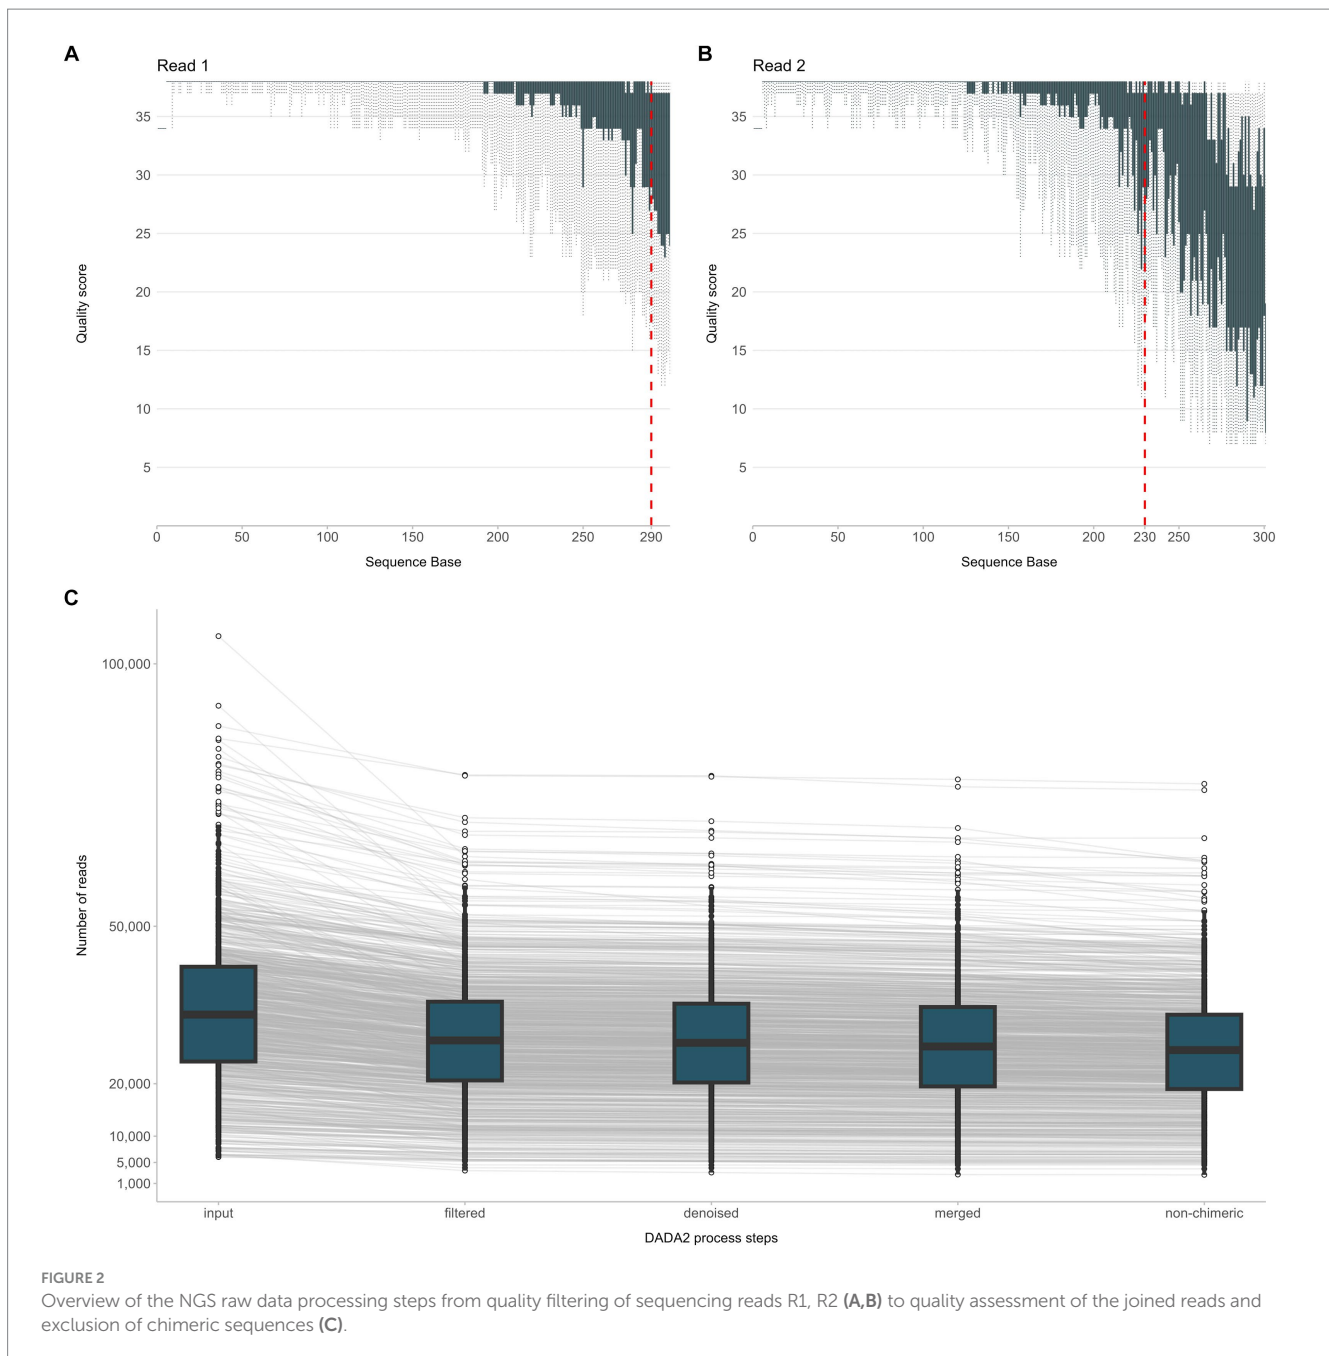 A
Read 1
35
30
25
20
15
10
5
Quality score
0 50 100 150 200 250 290
Sequence Base
B
Read 2
35
30
25
20
15
10
5
Quality score
0 50 100 150 200 230 250 300
Sequence Base
C
100,000
50,000
20,000
10,000
5,000
1,000
Number of reads
input filtered denoised merged non-chimeric
DADA2 process steps
FIGURE 2
Overview of the NGS raw data processing steps from quality filtering of sequencing reads R1, R2 (A,B) to quality assessment of the joined reads and
exclusion of chimeric sequences (C).